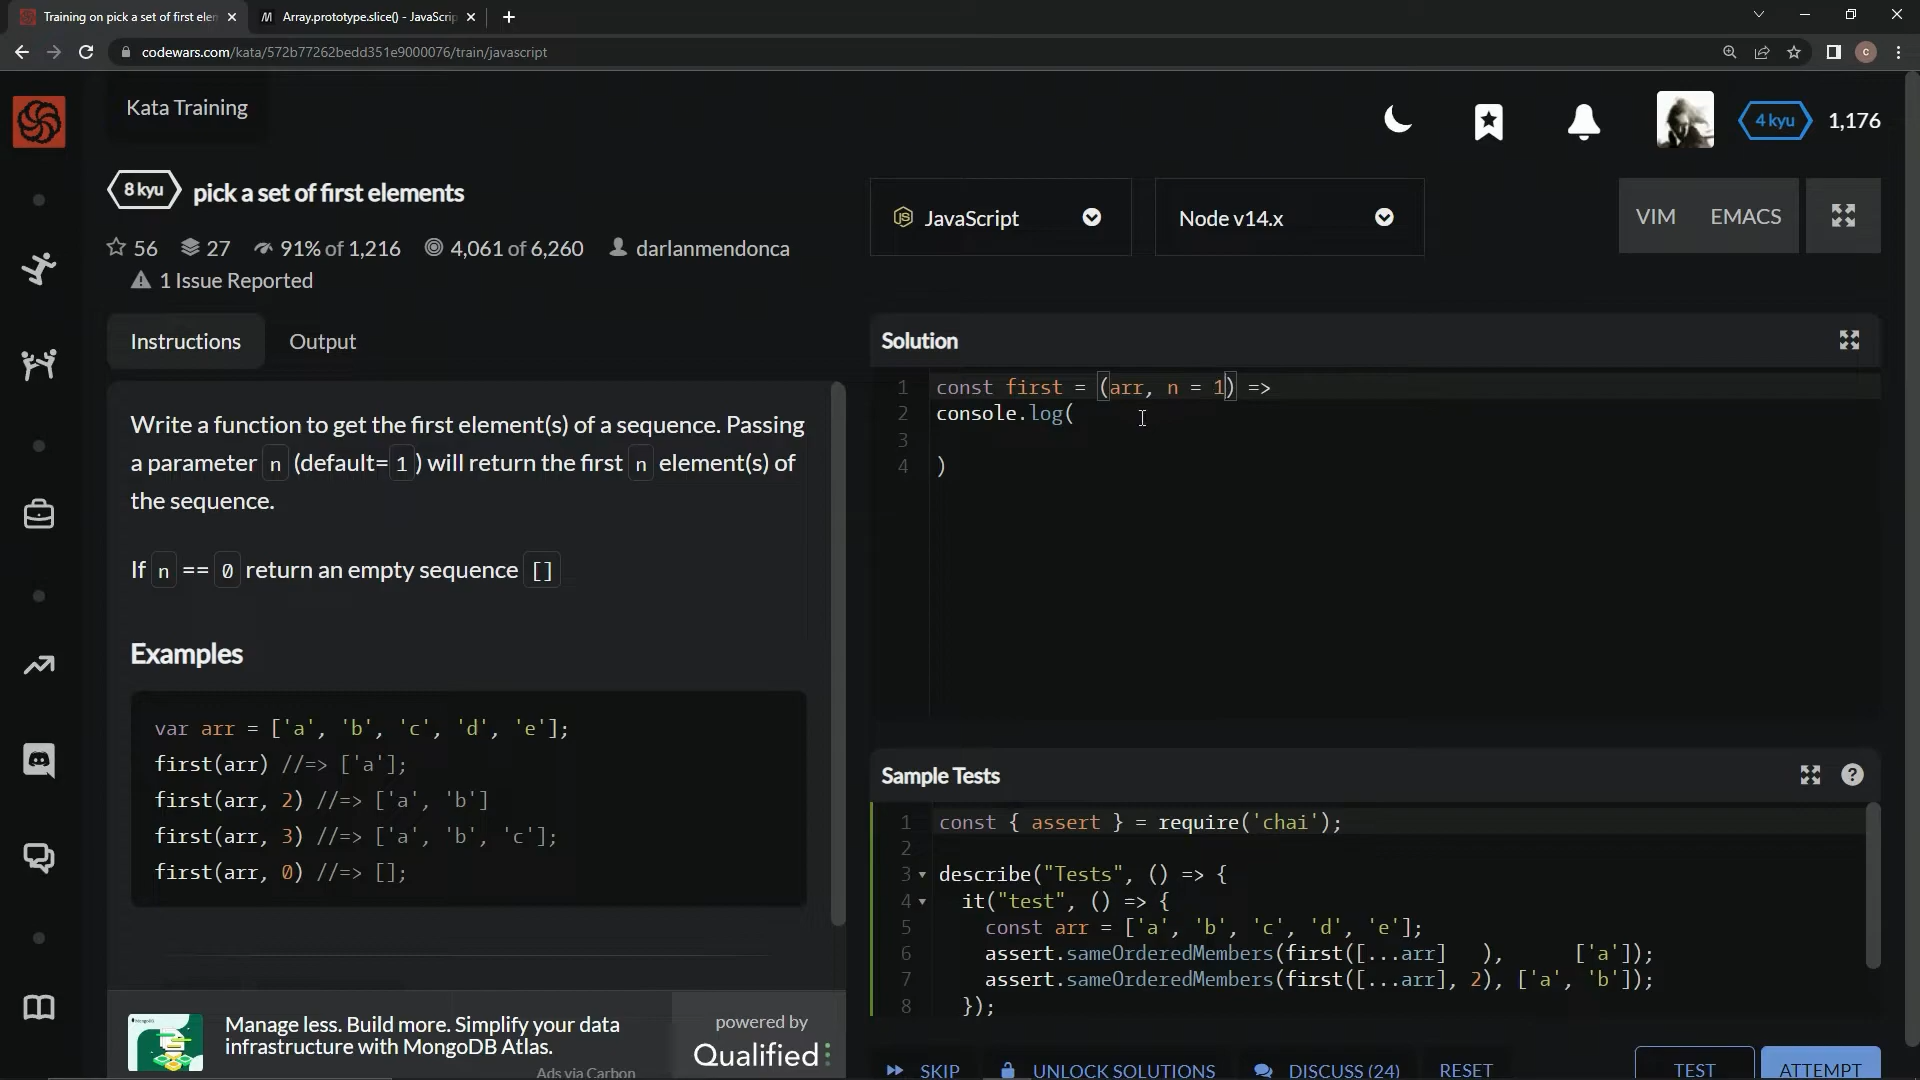 Training on pick a set of first elem
Array.prototype.slice() - JavaScrip
codewars.com/kata/572b77262bedd351e9000076/train/javascript
C
Kata Training
4 kyu 1,176
8 kyu pick a set of first elements
56 27 91% of 1,216 4,061 of 6,260 darlanmendonca
1 Issue Reported
JavaScript
Node v14.x
VIM EMACS
Instructions Output
Write a function to get the first element(s) of a sequence. Passing
a parameter n (default= 1 ) will return the first n element(s) of
the sequence.
If n == 0 return an empty sequence []
Examples
var arr = ['a', 'b', 'c', 'd', 'e'];
first(arr) //=> ['a'];
first(arr, 2) //=> ['a', 'b']
first(arr, 3) //=> ['a', 'b', 'c'];
first(arr, 0) //=> [];
Manage less. Build more. Simplify your data
infrastructure with MongoDB Atlas.
Ads via Carbon
powered by
Qualified
Solution
1 const first = (arr, n = 1) =>
2 console.log(
3
4 )
Sample Tests
1 const { assert } = require('chai');
2
3 describe("Tests", () => {
4 it("test", () => {
5 const arr = ['a', 'b', 'c', 'd', 'e'];
6 assert.sameOrderedMembers(first([...arr] ), ['a']);
7 assert.sameOrderedMembers(first([...arr], 2), ['a', 'b']);
8 });
SKIP UNLOCK SOLUTIONS DISCUSS (24) RESET TEST ATTEMPT